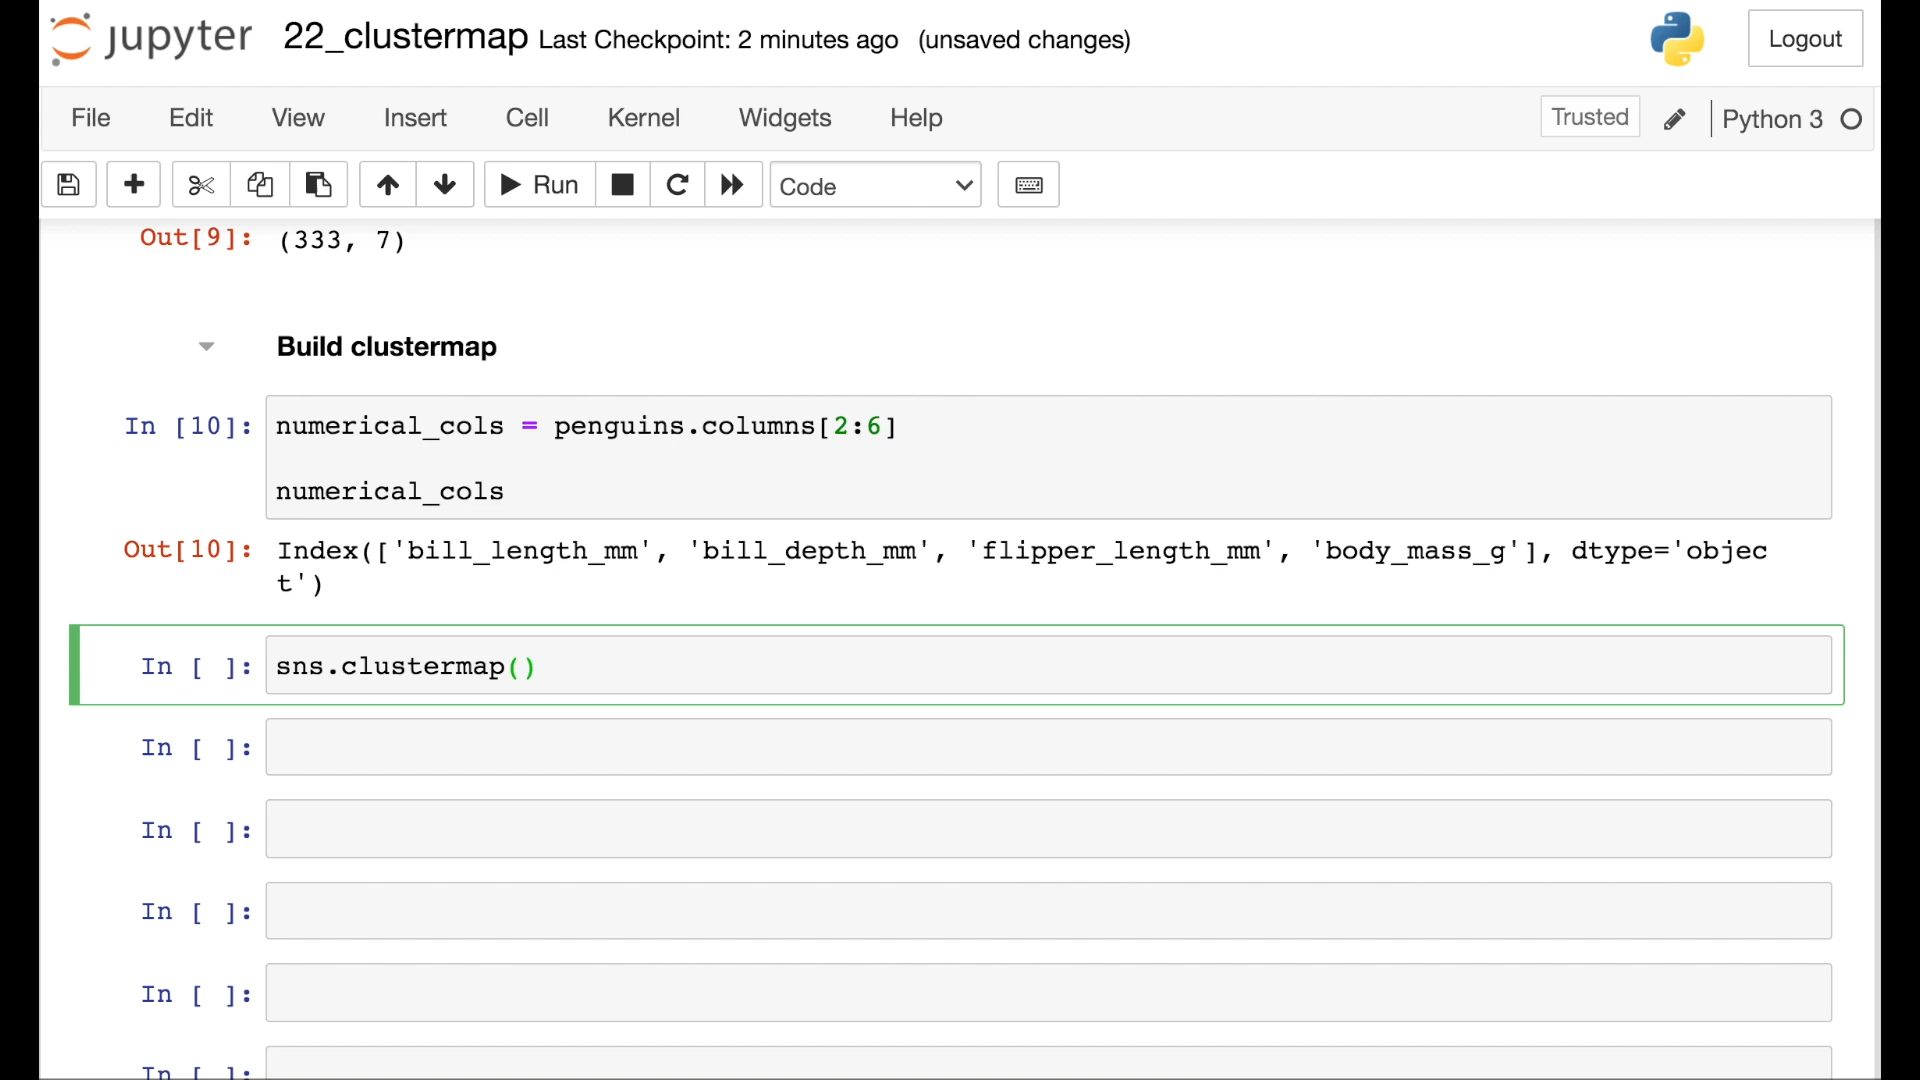 jupyter 22_clustermap Last Checkpoint: 2 minutes ago (unsaved changes) Logout
File Edit View Insert Cell Kernel Widgets Help Trusted Python 3
Run Code
Out[9]: (333, 7)
Build clustermap
In [10]: numerical_cols = penguins.columns[2:6]
numerical_cols
Out[10]: Index(['bill_length_mm', 'bill_depth_mm', 'flipper_length_mm', 'body_mass_g'], dtype='objec
t')
In [ ]: sns.clustermap()
In [ ]:
In [ ]:
In [ ]:
In [ ]:
In [ ]: